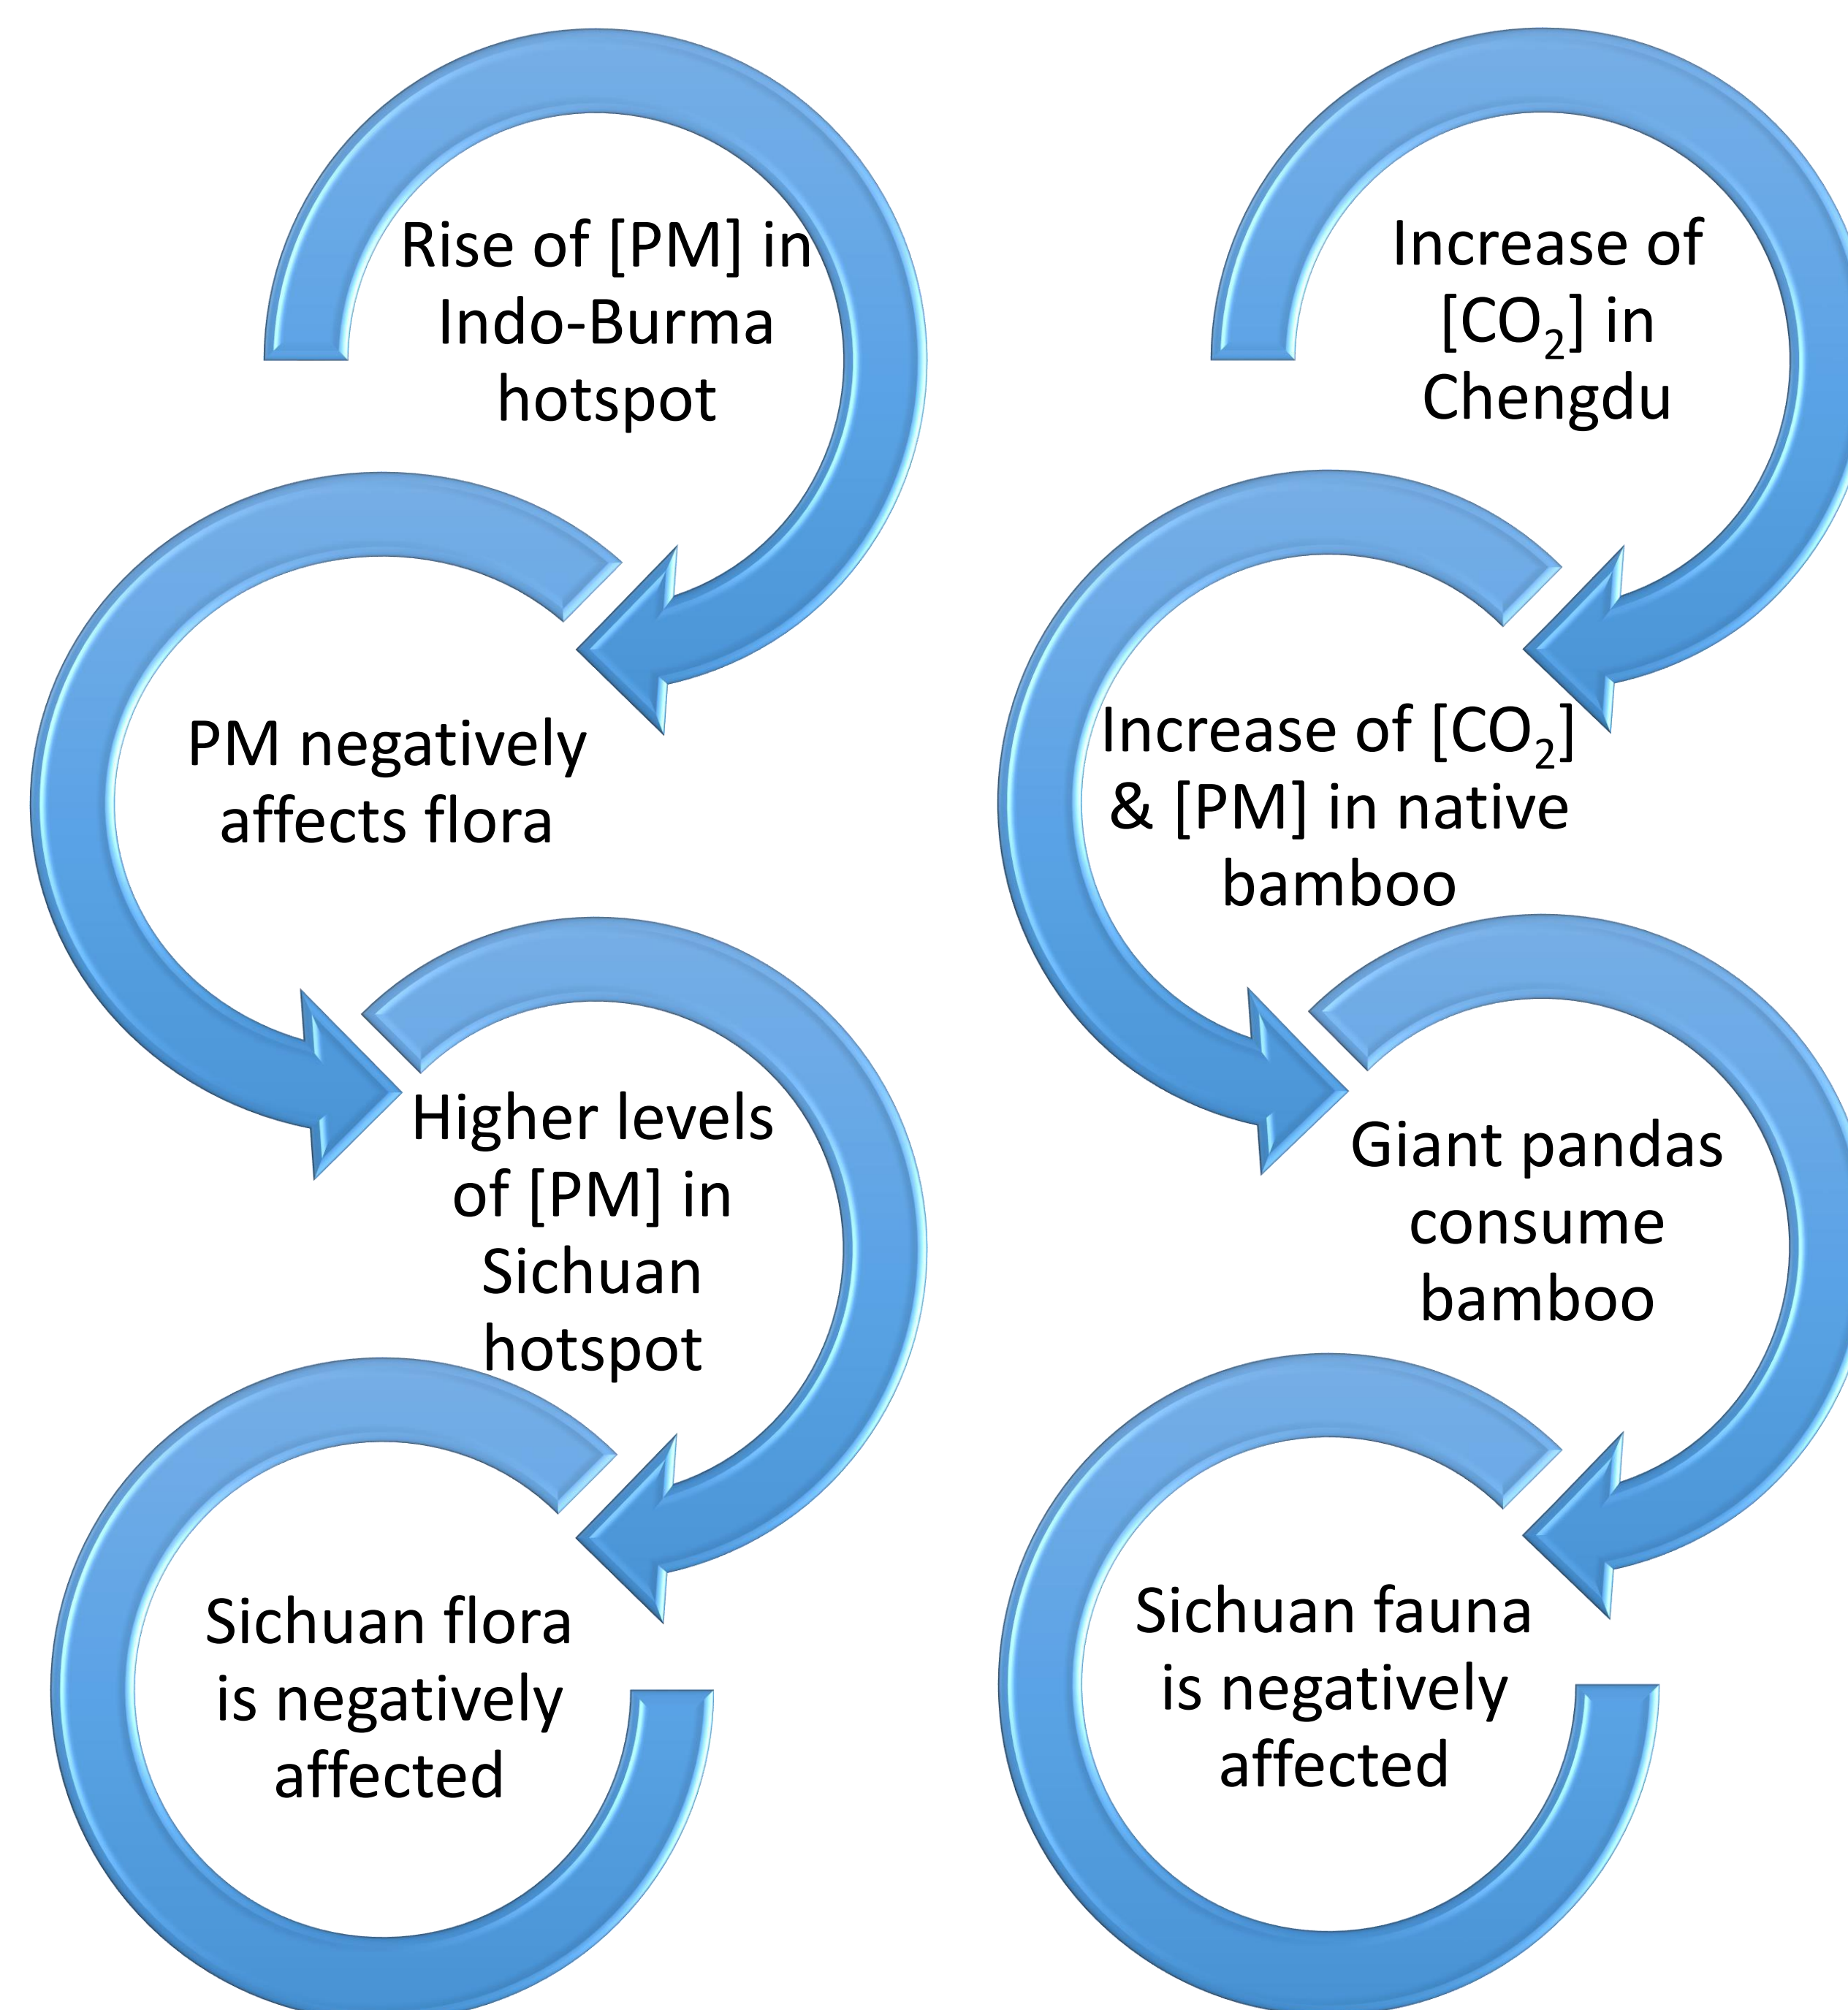 Rise of [PM] in
Indo-Burma
hotspot
PM negatively
affects flora
Higher levels
of [PM] in
Sichuan
hotspot
Sichuan flora
is negatively
affected
Increase of
[CO₂] in
Chengdu
Increase of [CO₂]
& [PM] in native
bamboo
Giant pandas
consume
bamboo
Sichuan fauna
is negatively
affected